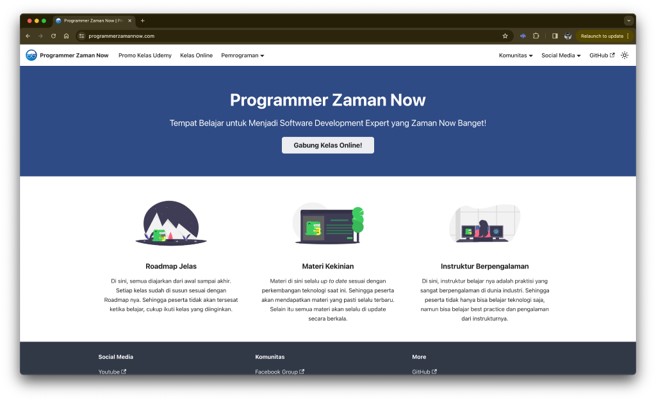 Programmer Zaman Now | Pr
programmerzamannow.com
Relaunch to update
Programmer Zaman Now Promo Kelas Udemy Kelas Online Pemrograman Komunitas Social Media GitHub
Programmer Zaman Now
Tempat Belajar untuk Menjadi Software Development Expert yang Zaman Now Banget!
Gabung Kelas Online!
Roadmap Jelas
Di sini, semua diajarkan dari awal sampai akhir.
Setiap kelas sudah di susun sesuai dengan
Roadmap nya. Sehingga peserta tidak akan tersesat
ketika belajar, cukup ikuti kelas yang diinginkan.
Materi Kekinian
Materi di sini selalu up to date sesuai dengan
perkembangan teknologi saat ini. Sehingga peserta
akan mendapatkan materi yang pasti selalu terbaru.
Selain itu semua materi akan selalu di update
secara berkala.
Instruktur Berpengalaman
Di sini, instruktur belajar nya adalah praktisi yang
sangat berpengalaman di dunia industri. Sehingga
peserta tidak hanya bisa belajar teknologi saja,
namun bisa belajar best practice dan pengalaman
dari instrukturnya.
Social Media
Youtube
Komunitas
Facebook Group
More
GitHub